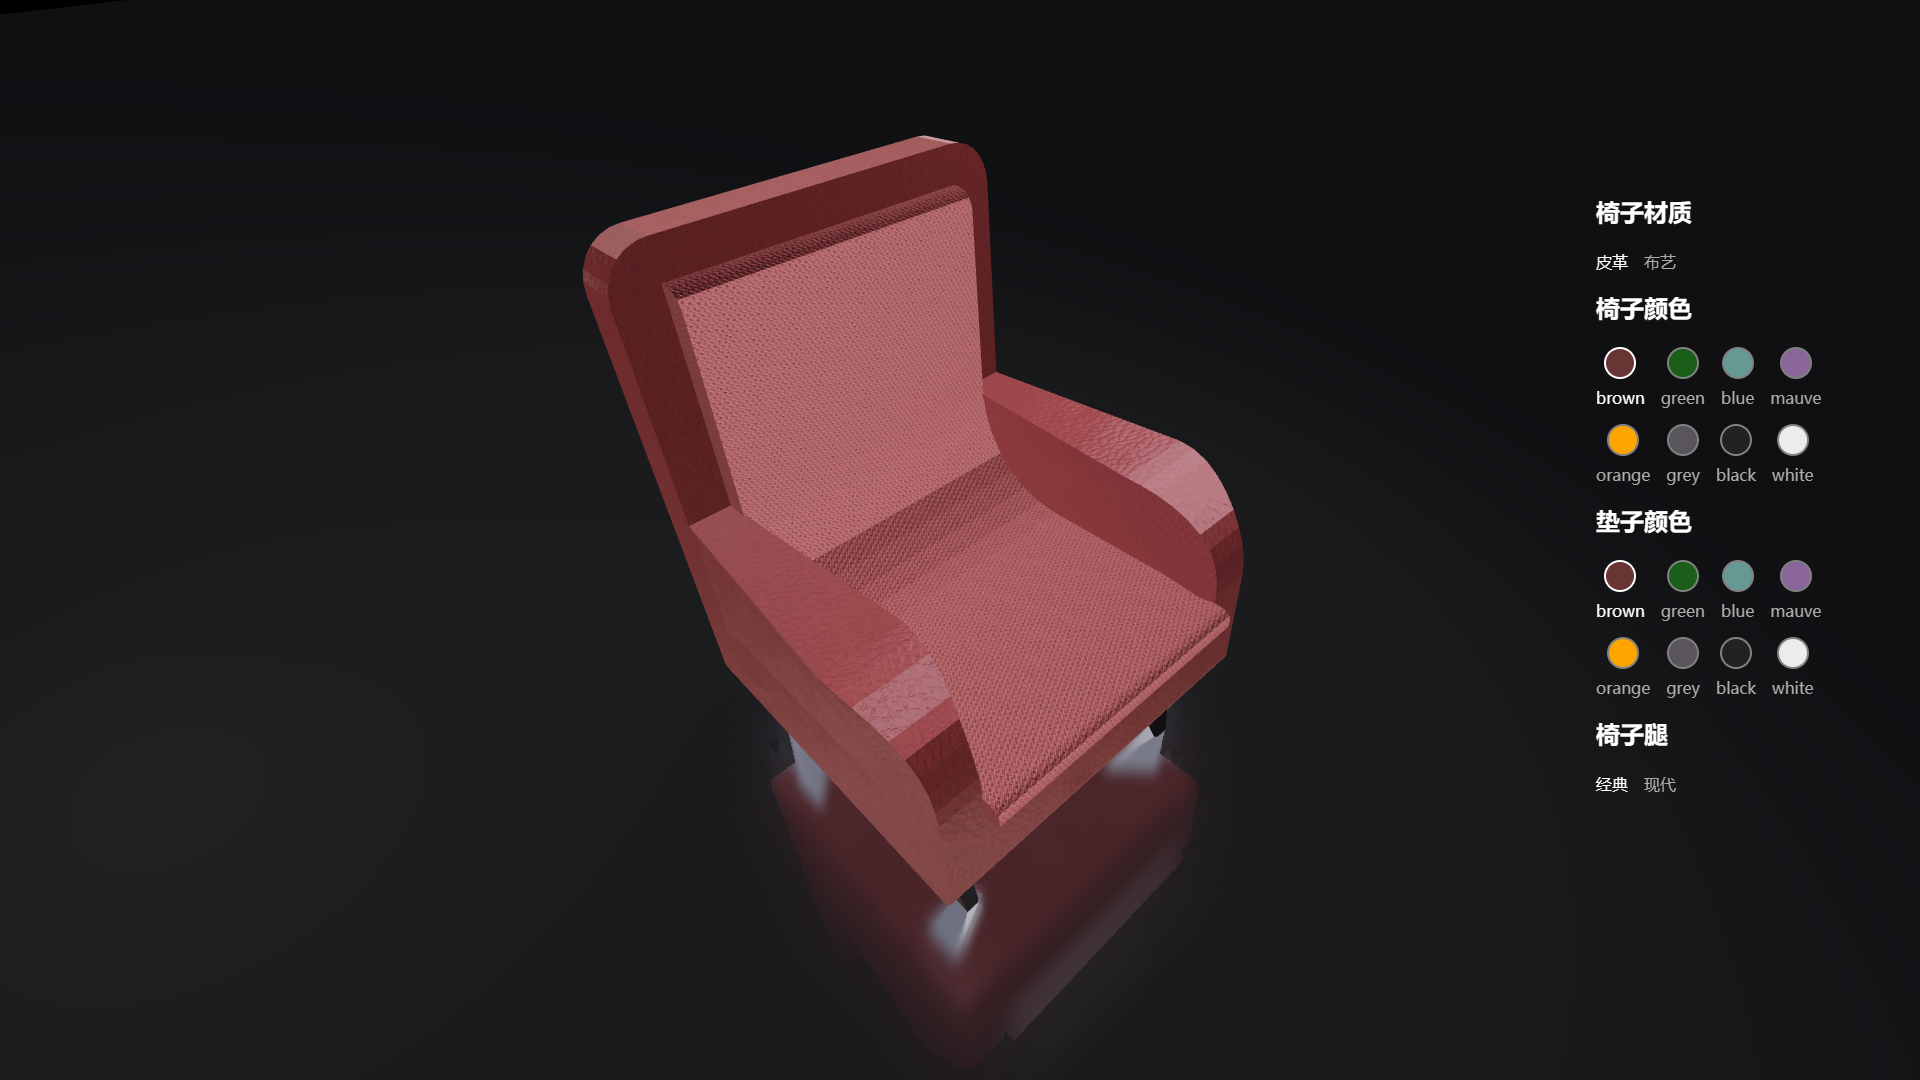 椅子材质
皮革 布艺
椅子颜色
brown green blue mauve
orange grey black white
垫子颜色
brown green blue mauve
orange grey black white
椅子腿
经典 现代